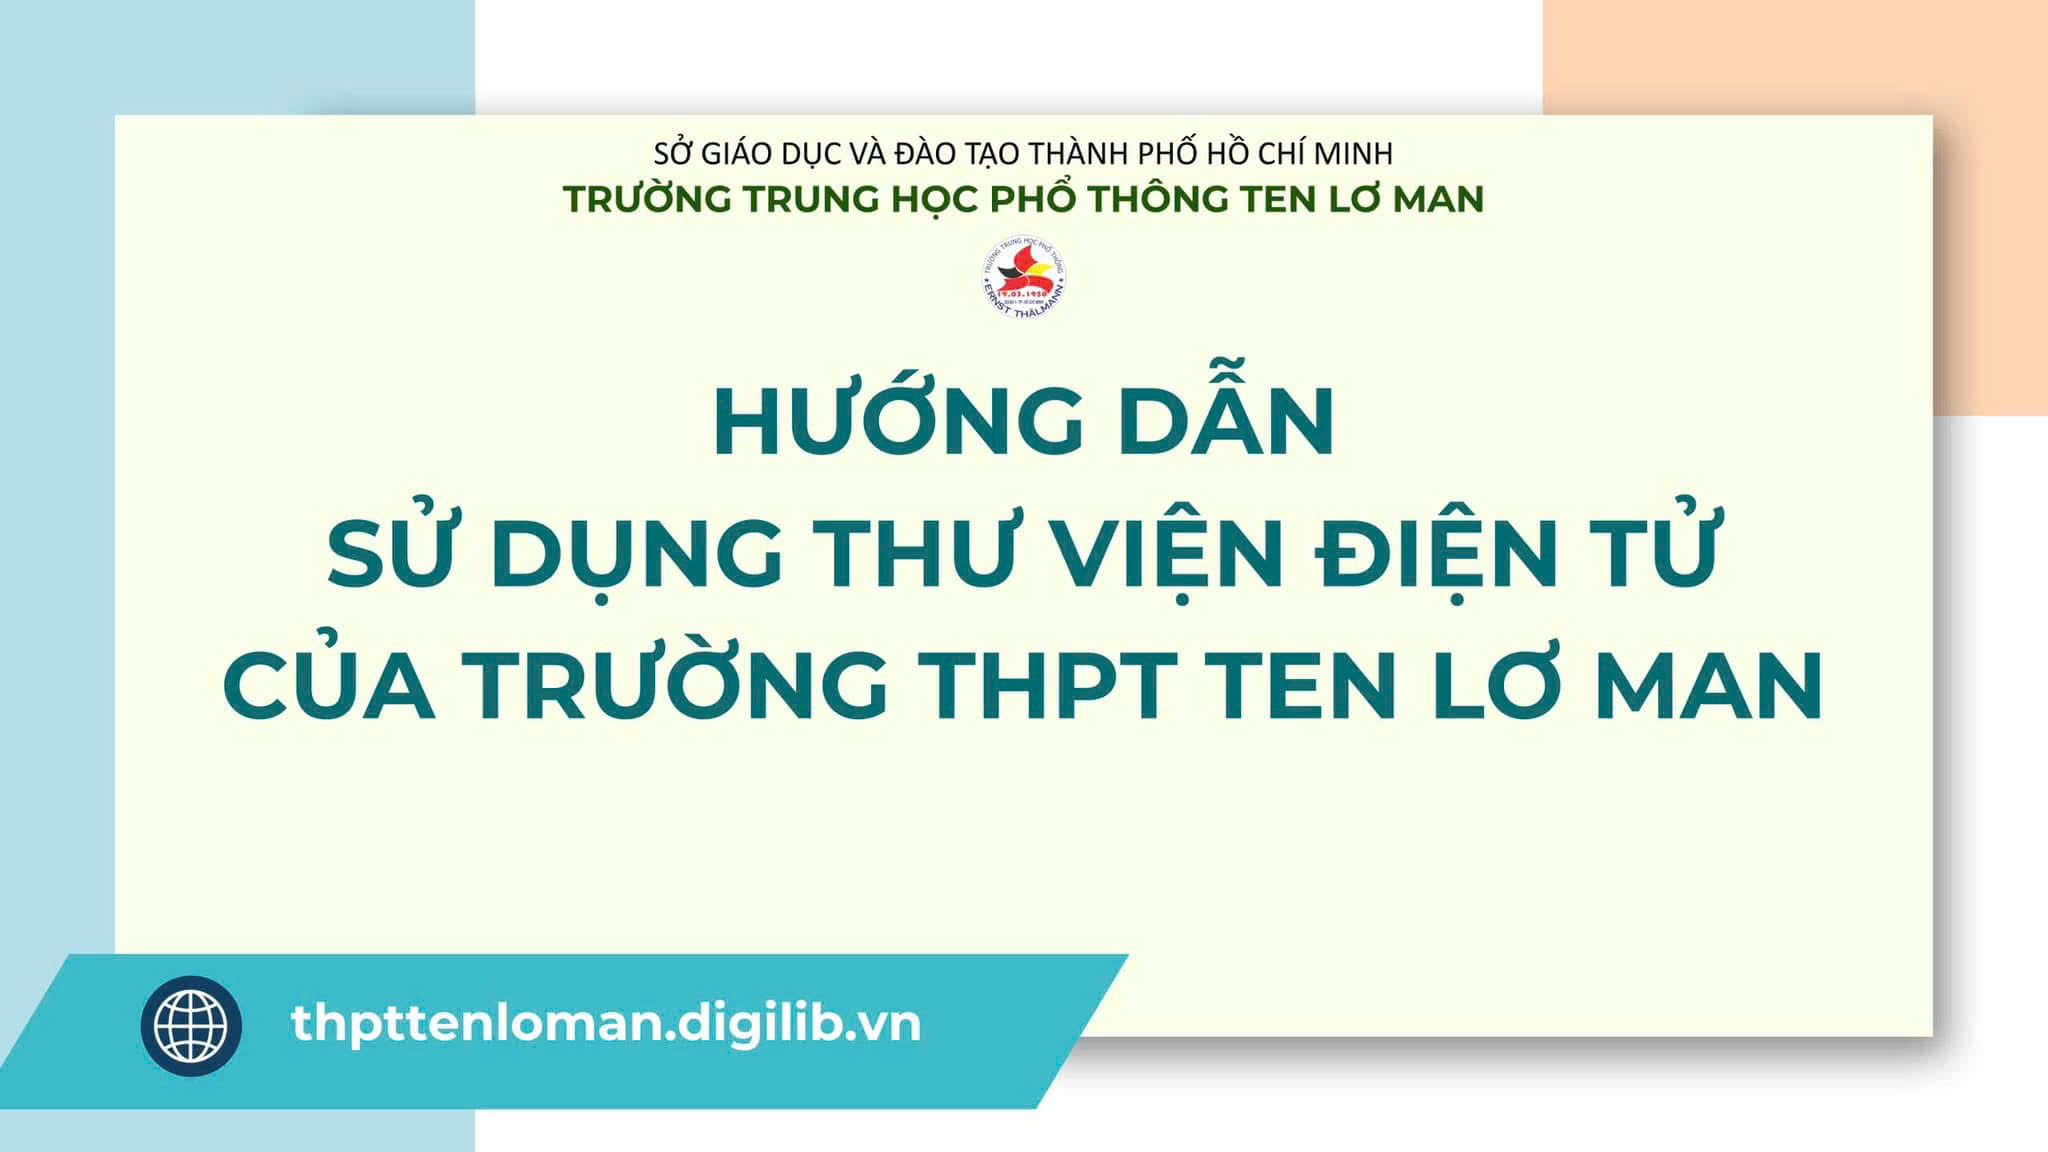 SỞ GIÁO DỤC VÀ ĐÀO TẠO THÀNH PHỐ HỒ CHÍ MINH
TRƯỜNG TRUNG HỌC PHỔ THÔNG TEN LƠ MAN
TRƯỜNG TRUNG HỌC PHỔ THÔNG
19.05.1950
ERNST THÄLMANN
HƯỚNG DẪN
SỬ DỤNG THƯ VIỆN ĐIỆN TỬ
CỦA TRƯỜNG THPT TEN LƠ MAN
thpttenloman.digilib.vn